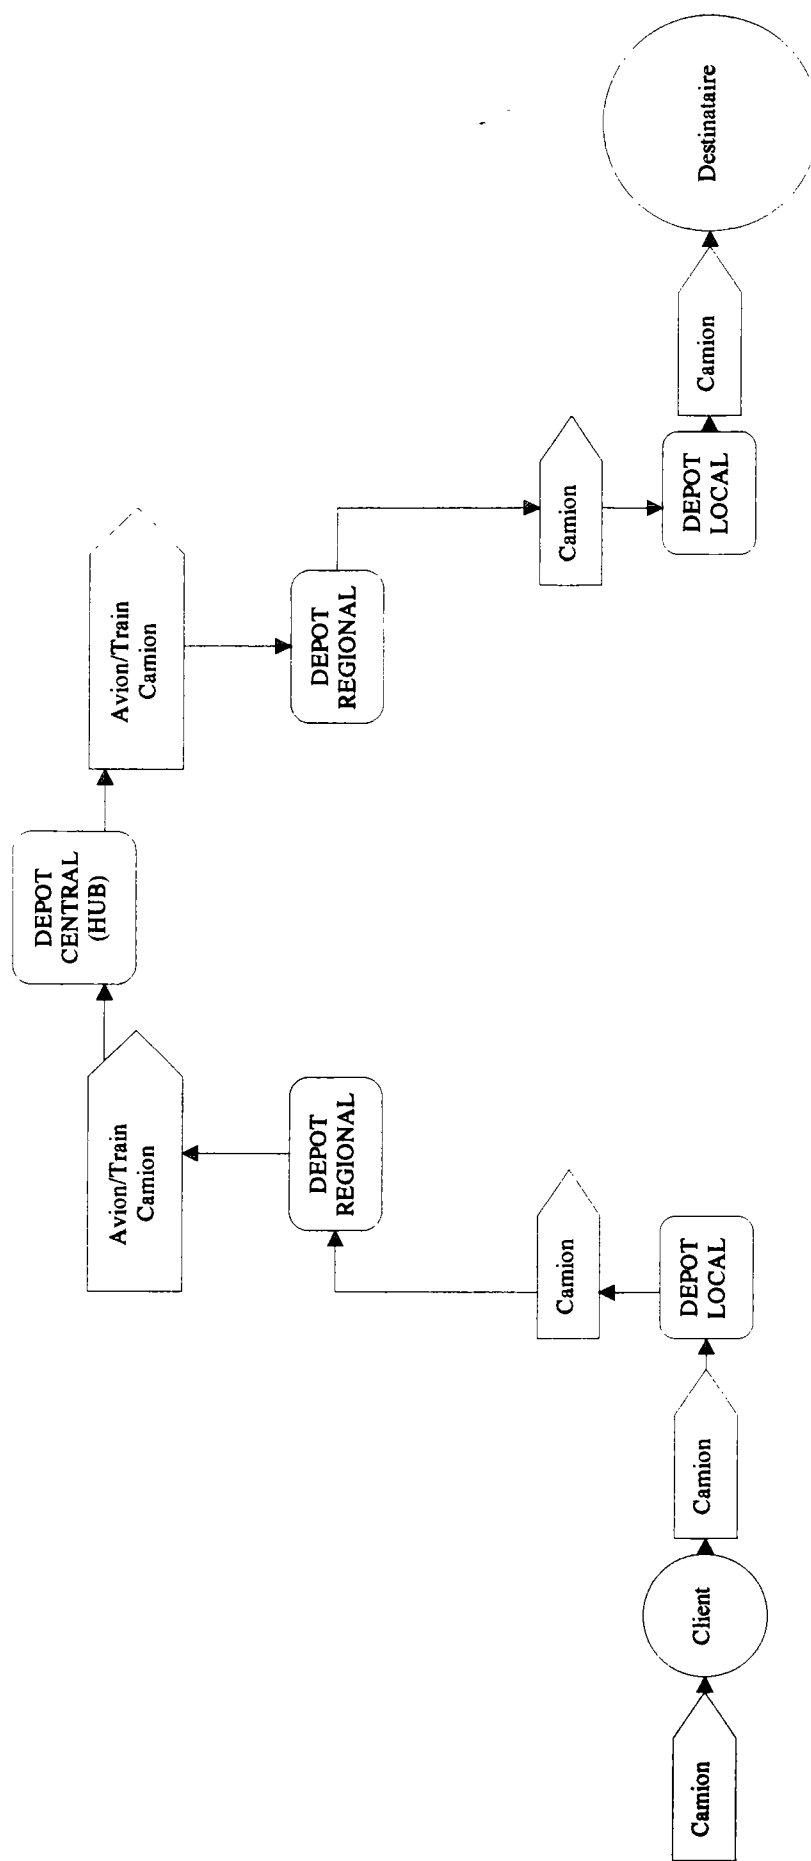 Camion
Client
Camion
DEPOT
LOCAL
Camion
DEPOT
REGIONAL
Avion/Train
Camion
DEPOT
CENTRAL
(HUB)
Avion/Train
Camion
DEPOT
REGIONAL
Camion
DEPOT
LOCAL
Camion
Destinataire